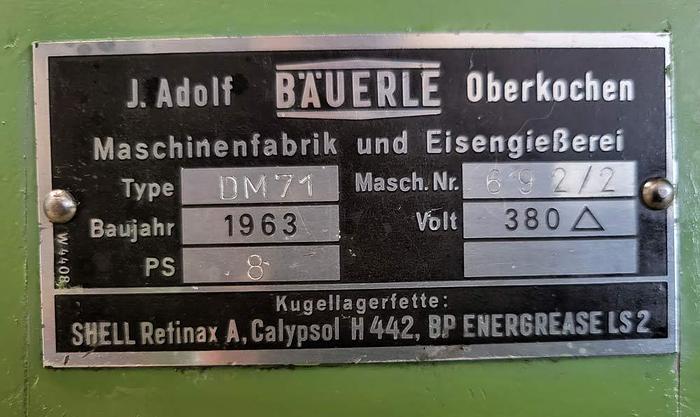 J. Adolf BÄUERLE Oberkochen
Maschinenfabrik und Eisengießerei
Type DM71 Masch. Nr. 692/2
Baujahr 1963 Volt 380 △
PS 8
W 4408
Kugellagerfette:
SHELL Retinax A, Calypsol H 442, BP ENERGREASE LS 2